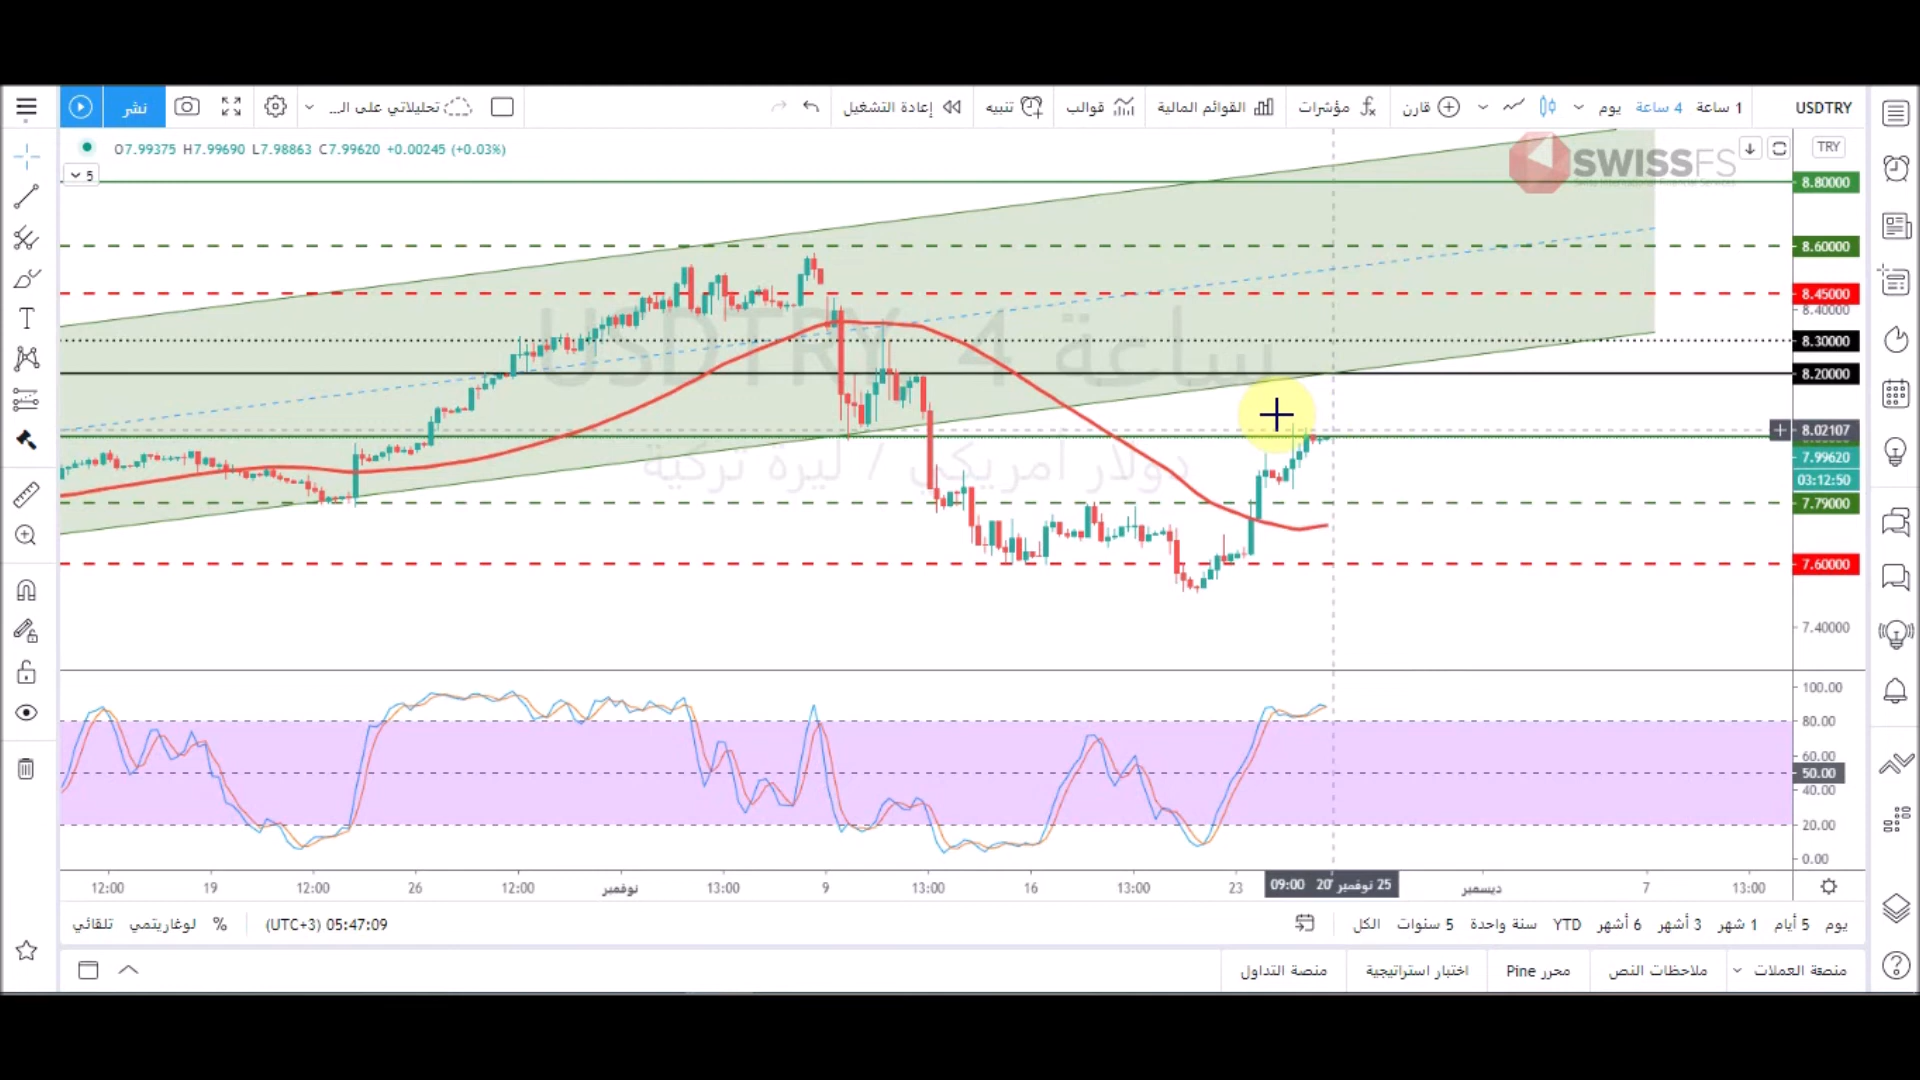 نشر
تحليلاتي على الـ...
إعادة التشغيل
تنبيه
قوالب
القوائم المالية
مؤشرات
قارن
يوم
4 ساعة
1 ساعة
USDTRY
O7.99375 H7.99690 L7.98863 C7.99620 +0.00245 (+0.03%)
5
SWISSFS
TRY
8.80000
8.60000
8.45000
8.40000
8.30000
8.20000
8.02107
7.99620
03:12:50
7.79000
7.60000
7.40000
USDTRY 4 ساعة
دولار أمريكي / ليرة تركية
100.00
80.00
60.00
50.00
40.00
20.00
0.00
12:00
19
12:00
26
12:00
نوفمبر
13:00
9
13:00
16
13:00
23
25 نوفمبر '20 09:00
ديسمبر
7
13:00
تلقائي
لوغاريتمي
%
05:47:09 (UTC+3)
الكل
5 سنوات
سنة واحدة
YTD
6 أشهر
3 أشهر
1 شهر
5 أيام
يوم
منصة التداول
اختبار استراتيجية
محرر Pine
ملاحظات النص
منصة العملات